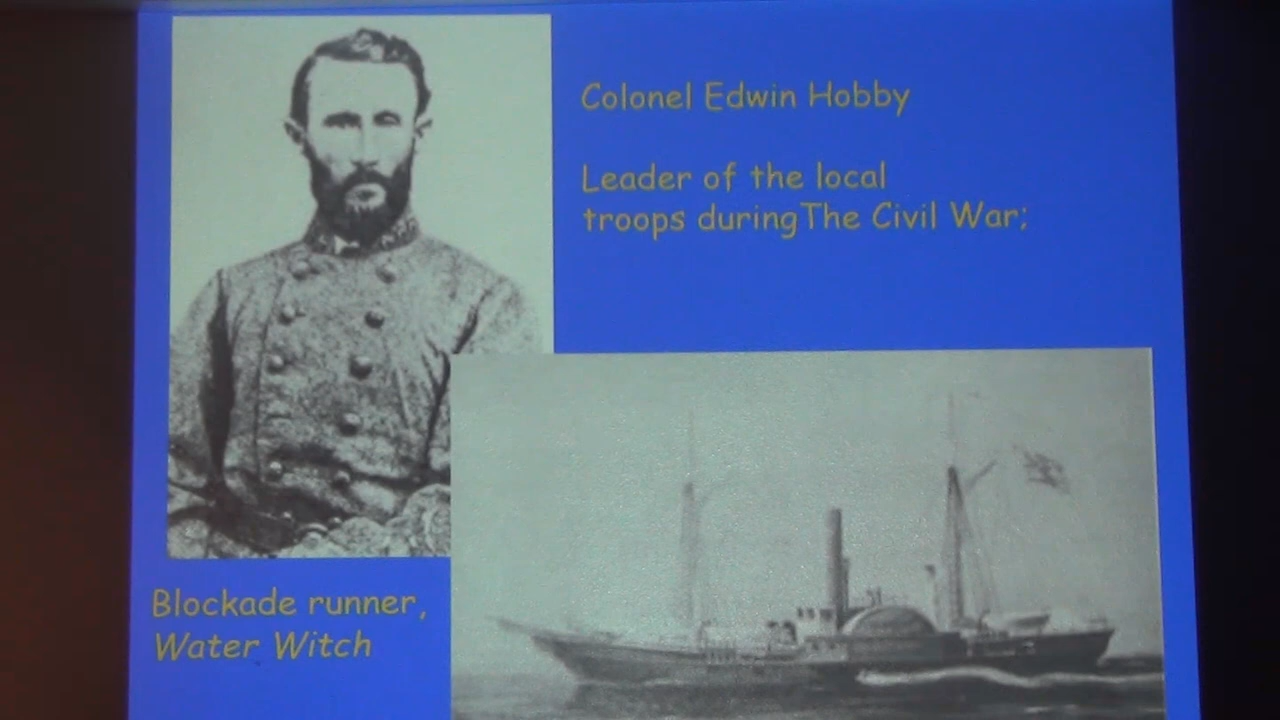 Colonel Edwin Hobby
Leader of the local
troops duringThe Civil War;
Blockade runner,
Water Witch